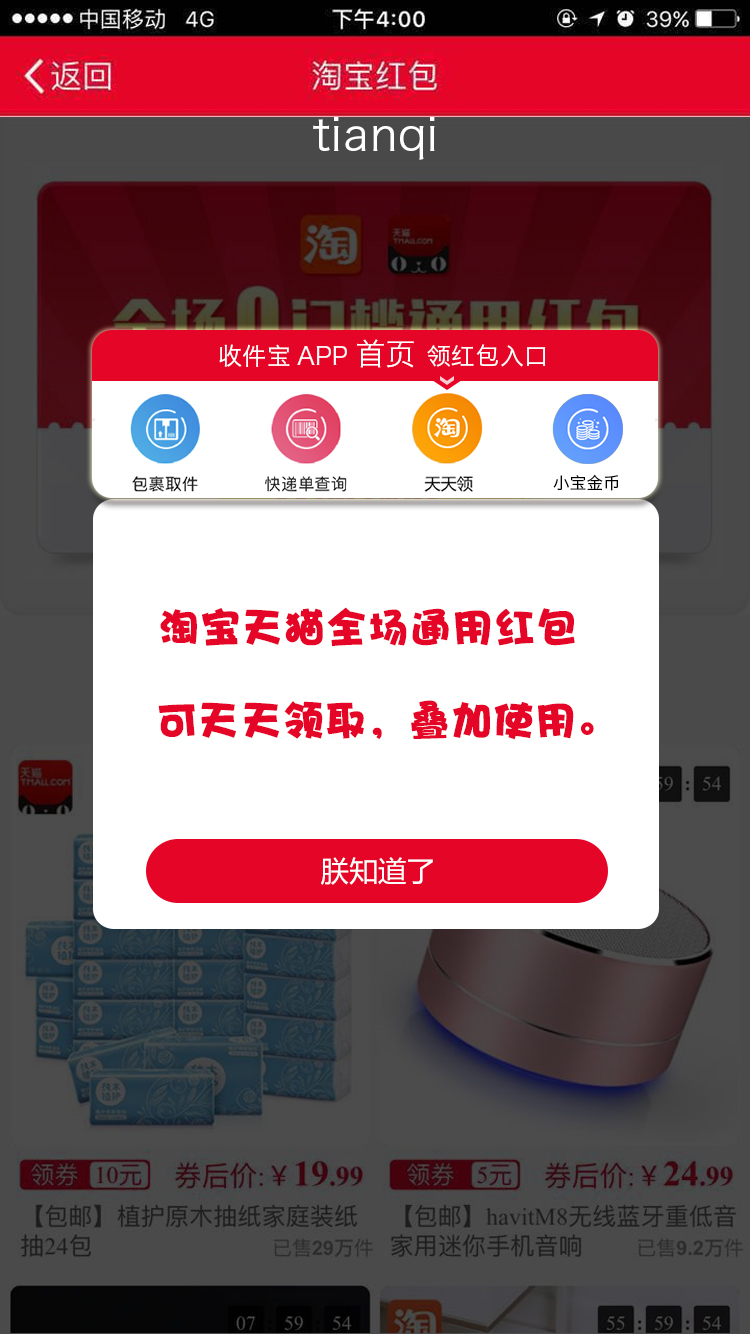 中国移动 4G 下午4:00 39%
返回 淘宝红包
tianqi
淘 天猫 TMALL.COM
全场0门槛通用红包
收件宝 APP 首页 领红包入口
淘
包裹取件 快递单查询 天天领 小宝金币
淘宝天猫全场通用红包
可天天领取，叠加使用。
天猫
TMALL.COM
59 : 54
朕知道了
领券 10元 券后价:￥19.99
领券 5元 券后价:￥24.99
【包邮】植护原木抽纸家庭装纸
抽24包 已售29万件
【包邮】havitM8无线蓝牙重低音
家用迷你手机音响 已售9.2万件
07 : 59 : 54
淘 55 : 59 : 54